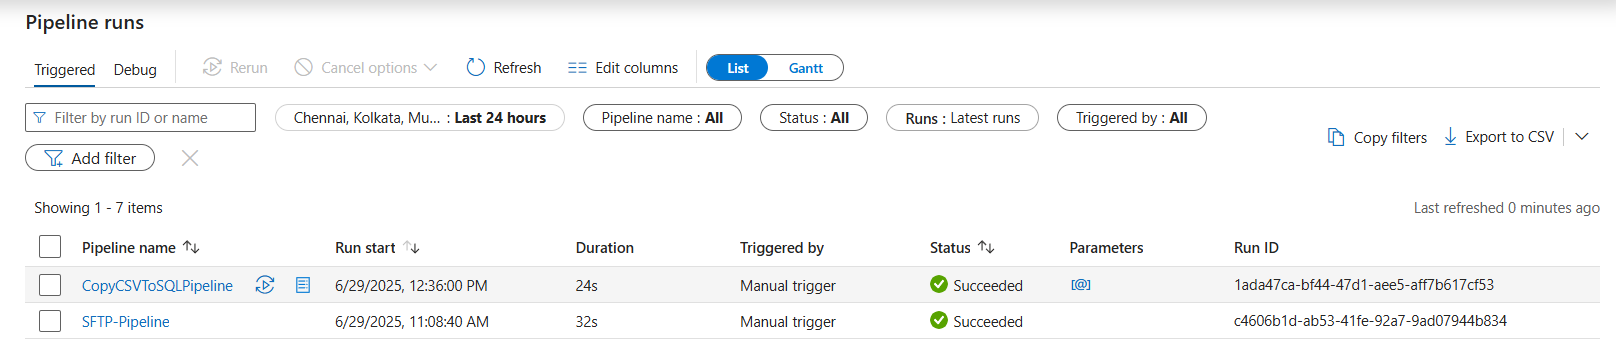 Pipeline runs
Triggered Debug Rerun Cancel options Refresh Edit columns List Gantt
Filter by run ID or name Chennai, Kolkata, Mu... : Last 24 hours Pipeline name : All Status : All Runs : Latest runs Triggered by : All
Copy filters Export to CSV
Add filter
Showing 1 - 7 items Last refreshed 0 minutes ago
Pipeline name Run start Duration Triggered by Status Parameters Run ID
CopyCSVToSQLPipeline 6/29/2025, 12:36:00 PM 24s Manual trigger Succeeded [@] 1ada47ca-bf44-47d1-aee5-aff7b617cf53
SFTP-Pipeline 6/29/2025, 11:08:40 AM 32s Manual trigger Succeeded c4606b1d-ab53-41fe-92a7-9ad07944b834